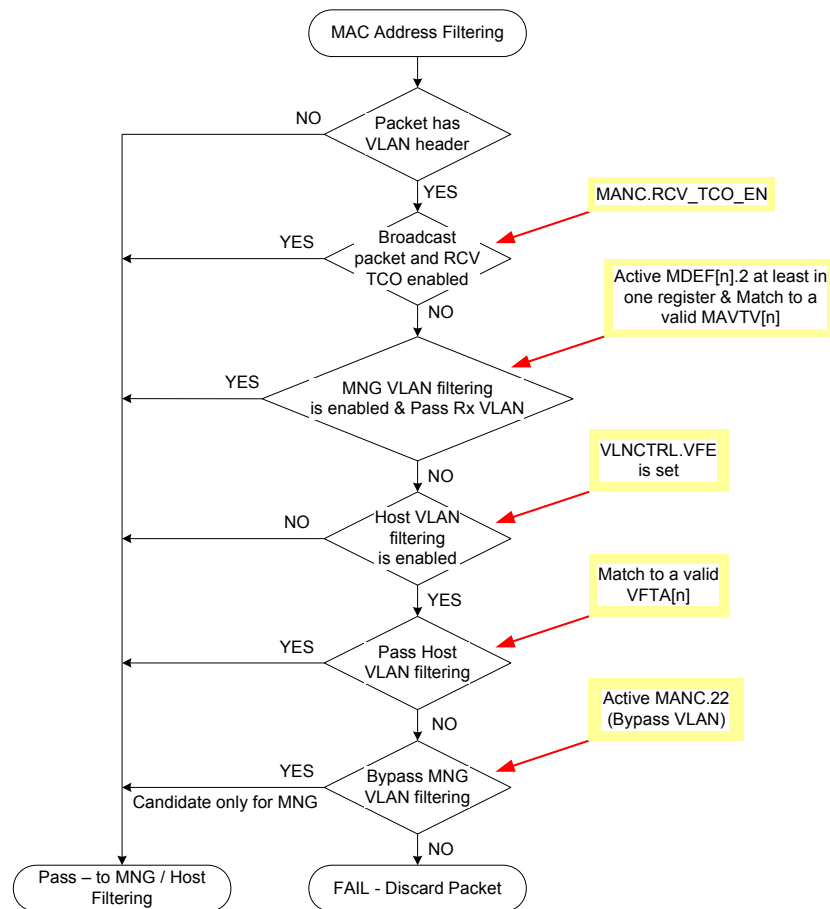 MAC Address Filtering
NO
Packet has
VLAN header
YES
MANC.RCV_TCO_EN
YES
Broadcast
packet and RCV
TCO enabled
Active MDEF[n].2 at least in
one register & Match to a
valid MAVTV[n]
NO
YES
MNG VLAN filtering
is enabled & Pass Rx VLAN
VLNCTRL.VFE
is set
NO
NO
Host VLAN
filtering
is enabled
Match to a valid
VFTA[n]
YES
YES
Pass Host
VLAN filtering
Active MANC.22
(Bypass VLAN)
NO
YES
Bypass MNG
VLAN filtering
Candidate only for MNG
NO
Pass – to MNG / Host
Filtering
FAIL - Discard Packet